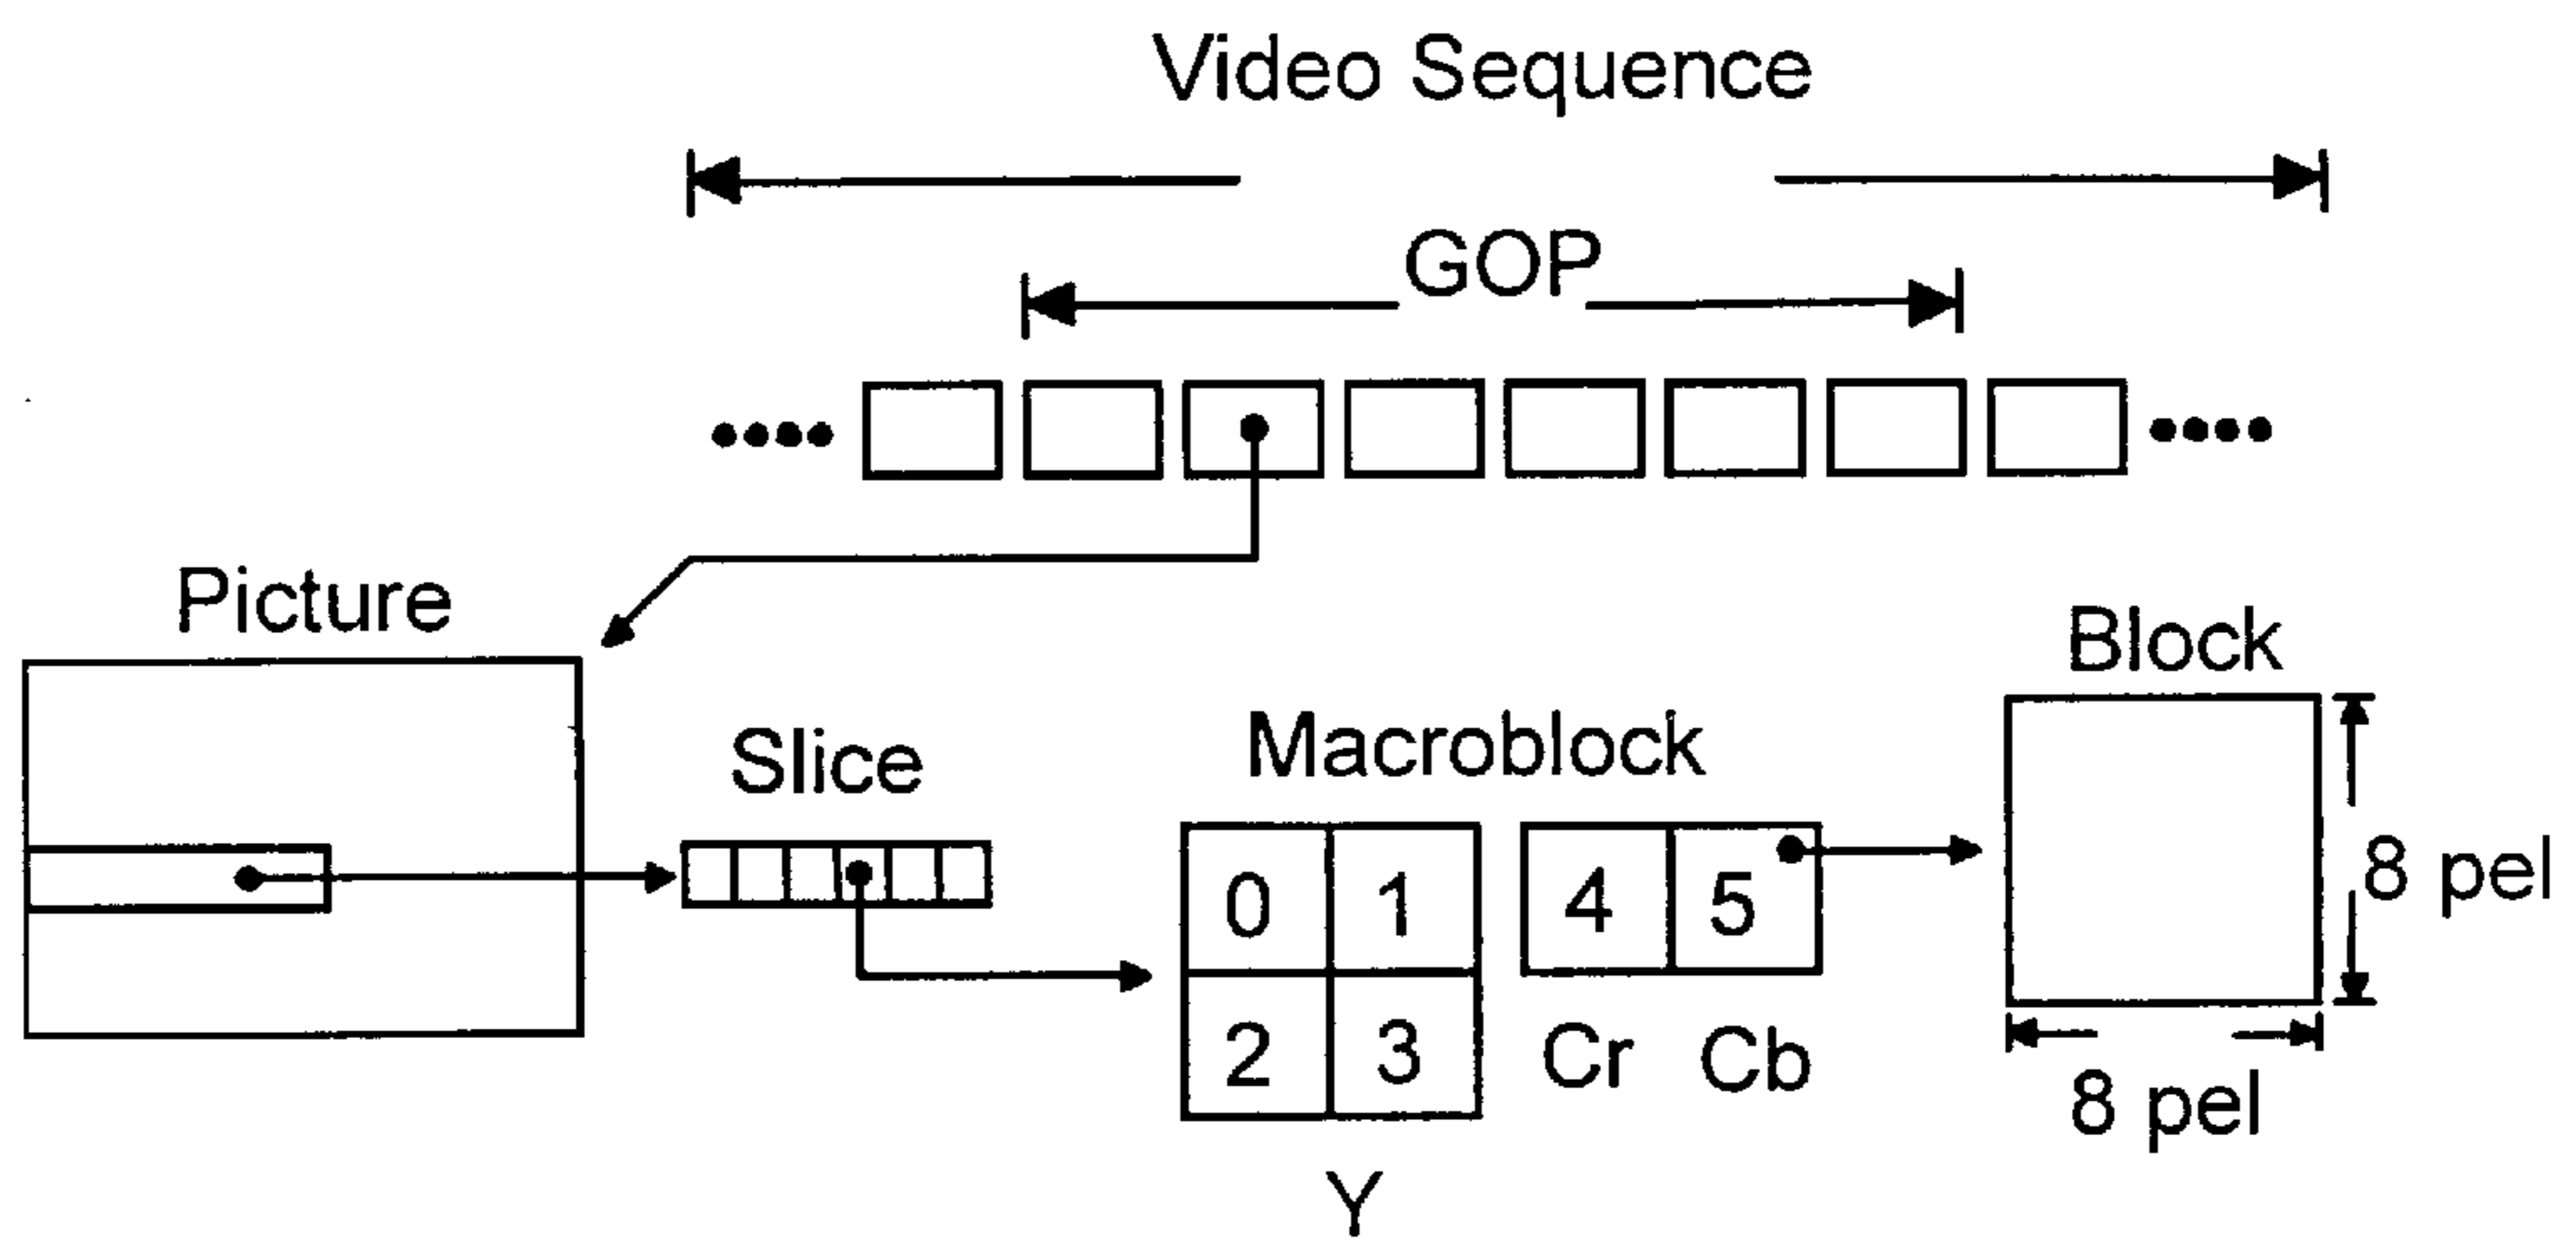 Video Sequence
GOP
Picture
Slice
Macroblock
Block
0 1
2 3
Y
4 5
Cr Cb
8 pel
8 pel